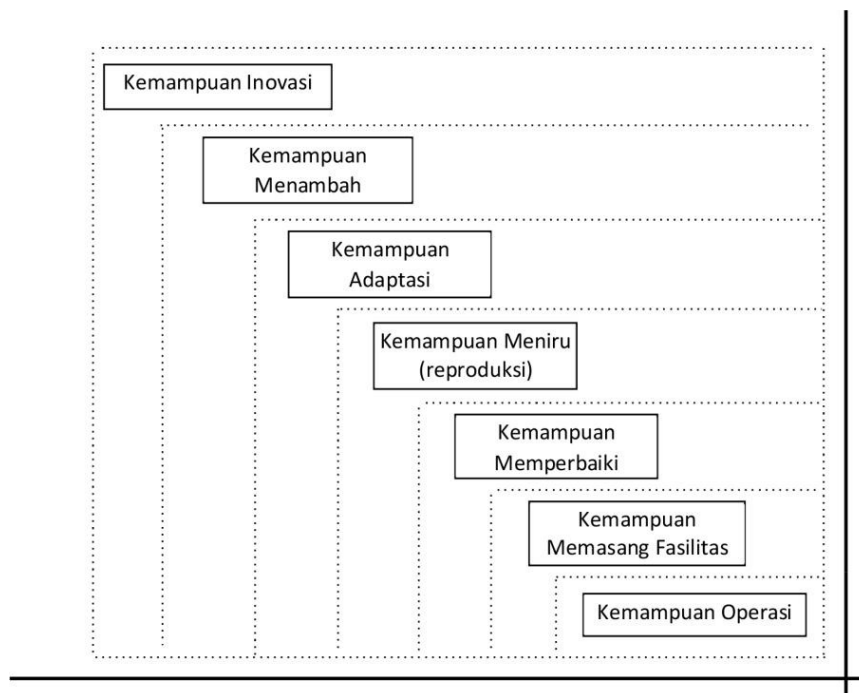 Kemampuan Inovasi
Kemampuan
Menambah
Kemampuan
Adaptasi
Kemampuan Meniru
(reproduksi)
Kemampuan
Memperbaiki
Kemampuan
Memasang Fasilitas
Kemampuan Operasi